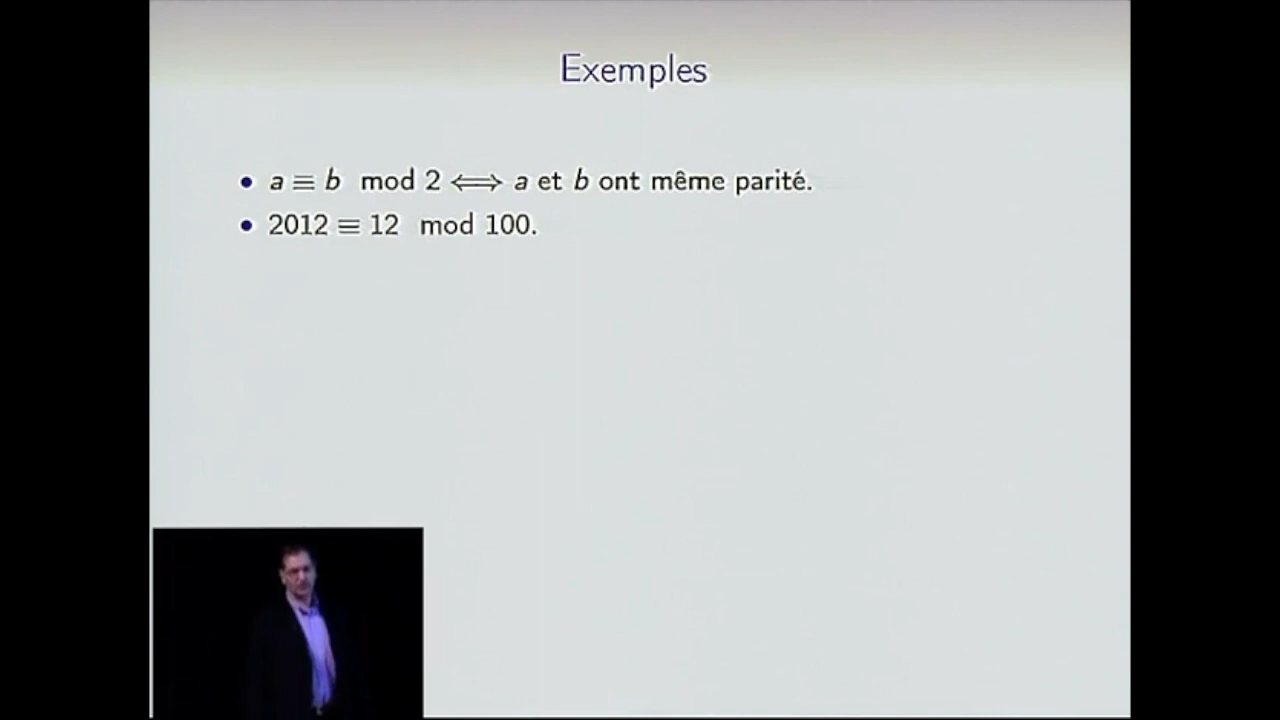 Exemples
• a ≡ b mod 2 ⟺ a et b ont même parité.
• 2012 ≡ 12 mod 100.